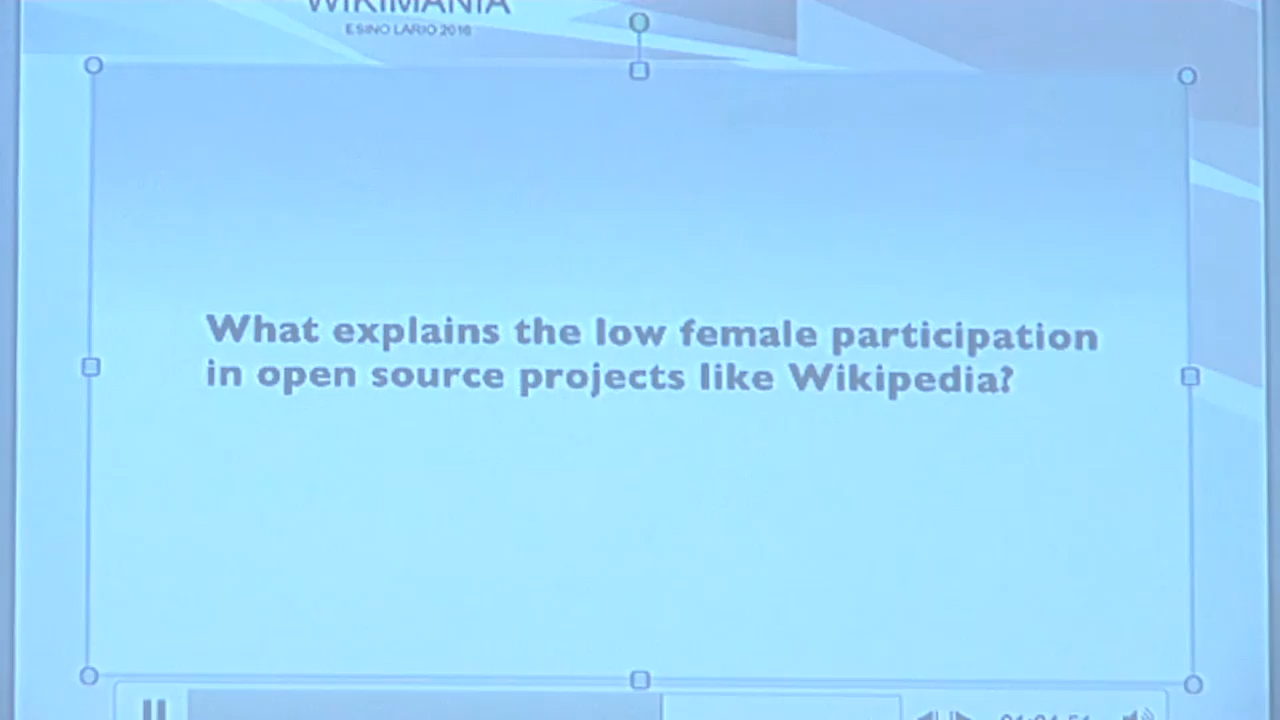 WIKIMANIA
ESINO LARIO 2016
What explains the low female participation
in open source projects like Wikipedia?